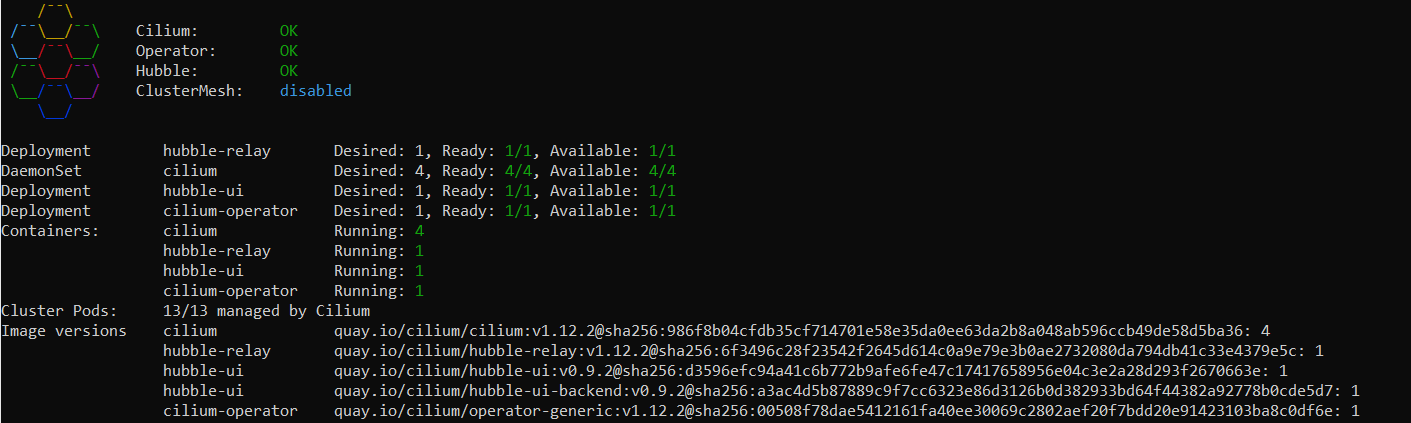 Cilium: OK
Operator: OK
Hubble: OK
ClusterMesh: disabled
Deployment hubble-relay Desired: 1, Ready: 1/1, Available: 1/1
DaemonSet cilium Desired: 4, Ready: 4/4, Available: 4/4
Deployment hubble-ui Desired: 1, Ready: 1/1, Available: 1/1
Deployment cilium-operator Desired: 1, Ready: 1/1, Available: 1/1
Containers: cilium Running: 4
hubble-relay Running: 1
hubble-ui Running: 1
cilium-operator Running: 1
Cluster Pods: 13/13 managed by Cilium
Image versions cilium quay.io/cilium/cilium:v1.12.2@sha256:986f8b04cfdb35cf714701e58e35da0ee63da2b8a048ab596ccb49de58d5ba36: 4
hubble-relay quay.io/cilium/hubble-relay:v1.12.2@sha256:6f3496c28f23542f2645d614c0a9e79e3b0ae2732080da794db41c33e4379e5c: 1
hubble-ui quay.io/cilium/hubble-ui:v0.9.2@sha256:d3596efc94a41c6b772b9afe6fe47c17417658956e04c3e2a28d293f2670663e: 1
hubble-ui quay.io/cilium/hubble-ui-backend:v0.9.2@sha256:a3ac4d5b87889c9f7cc6323e86d3126b0d382933bd64f44382a92778b0cde5d7: 1
cilium-operator quay.io/cilium/operator-generic:v1.12.2@sha256:00508f78dae5412161fa40ee30069c2802aef20f7bdd20e91423103ba8c0df6e: 1